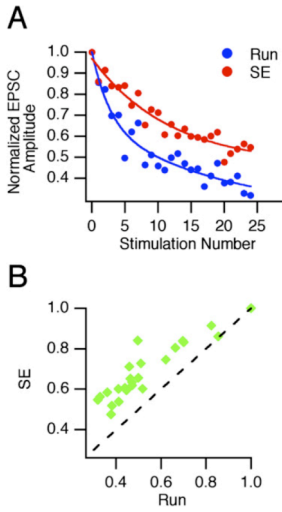 A
Normalized EPSC
Amplitude
1.0
0.9
0.8
0.7
0.6
0.5
0.4
Run
SE
0 5 10 15 20 25
Stimulation Number
B
SE
1.0
0.8
0.6
0.4
0.4 0.6 0.8 1.0
Run